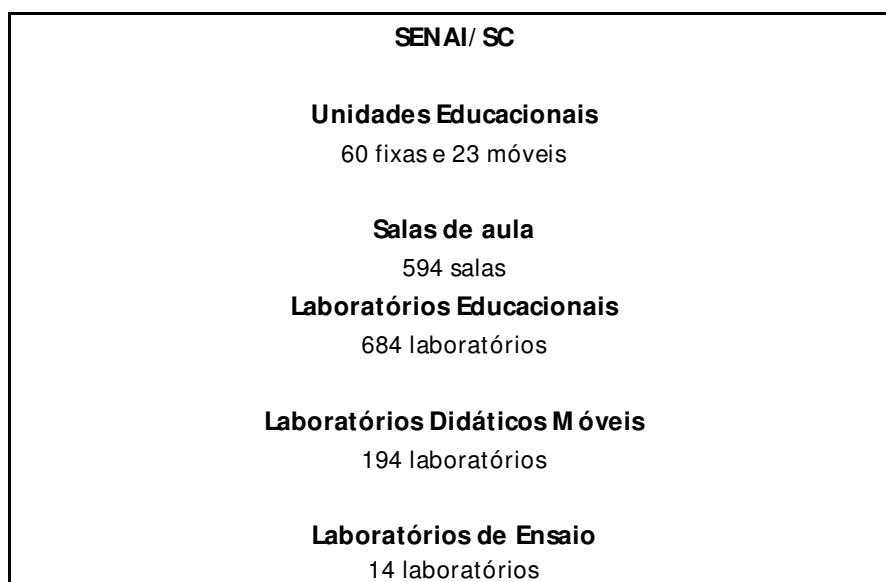 SENAI/SC
Unidades Educacionais
60 fixas e 23 móveis
Salas de aula
594 salas
Laboratórios Educacionais
684 laboratórios
Laboratórios Didáticos Móveis
194 laboratórios
Laboratórios de Ensaio
14 laboratórios